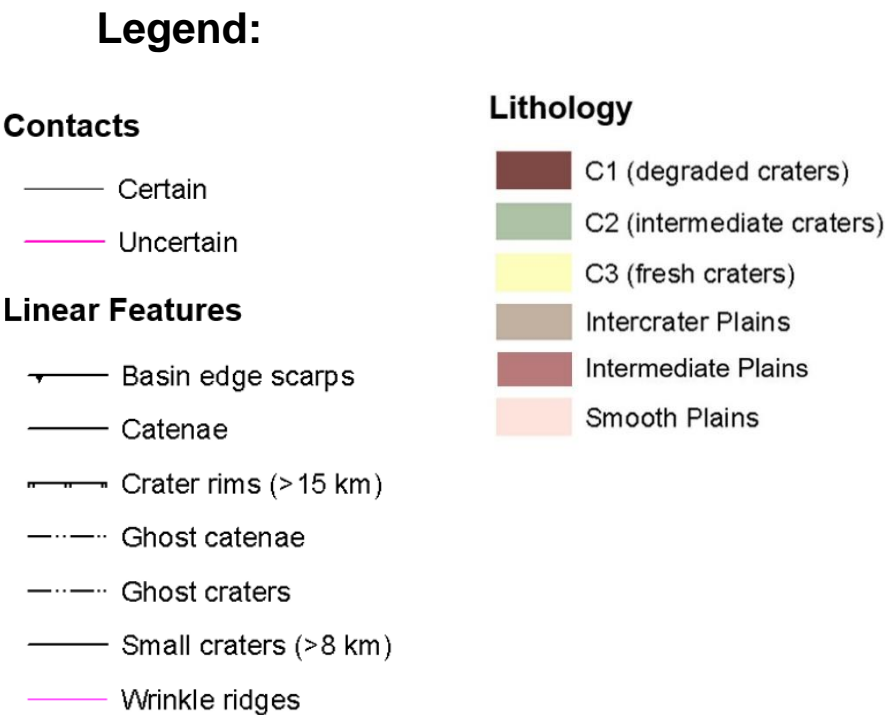 Legend:
Contacts
Certain
Uncertain
Linear Features
Basin edge scarps
Catenae
Crater rims (>15 km)
Ghost catenae
Ghost craters
Small craters (>8 km)
Wrinkle ridges
Lithology
C1 (degraded craters)
C2 (intermediate craters)
C3 (fresh craters)
Intercrater Plains
Intermediate Plains
Smooth Plains